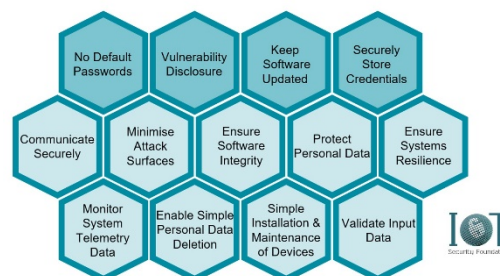 No Default
Passwords
Vulnerability
Disclosure
Keep
Software
Updated
Securely
Store
Credentials
Communicate
Securely
Minimise
Attack
Surfaces
Ensure
Software
Integrity
Protect
Personal Data
Ensure
Systems
Resilience
Monitor
System
Telemetry
Data
Enable Simple
Personal Data
Deletion
Simple
Installation &
Maintenance
of Devices
Validate Input
Data
Security